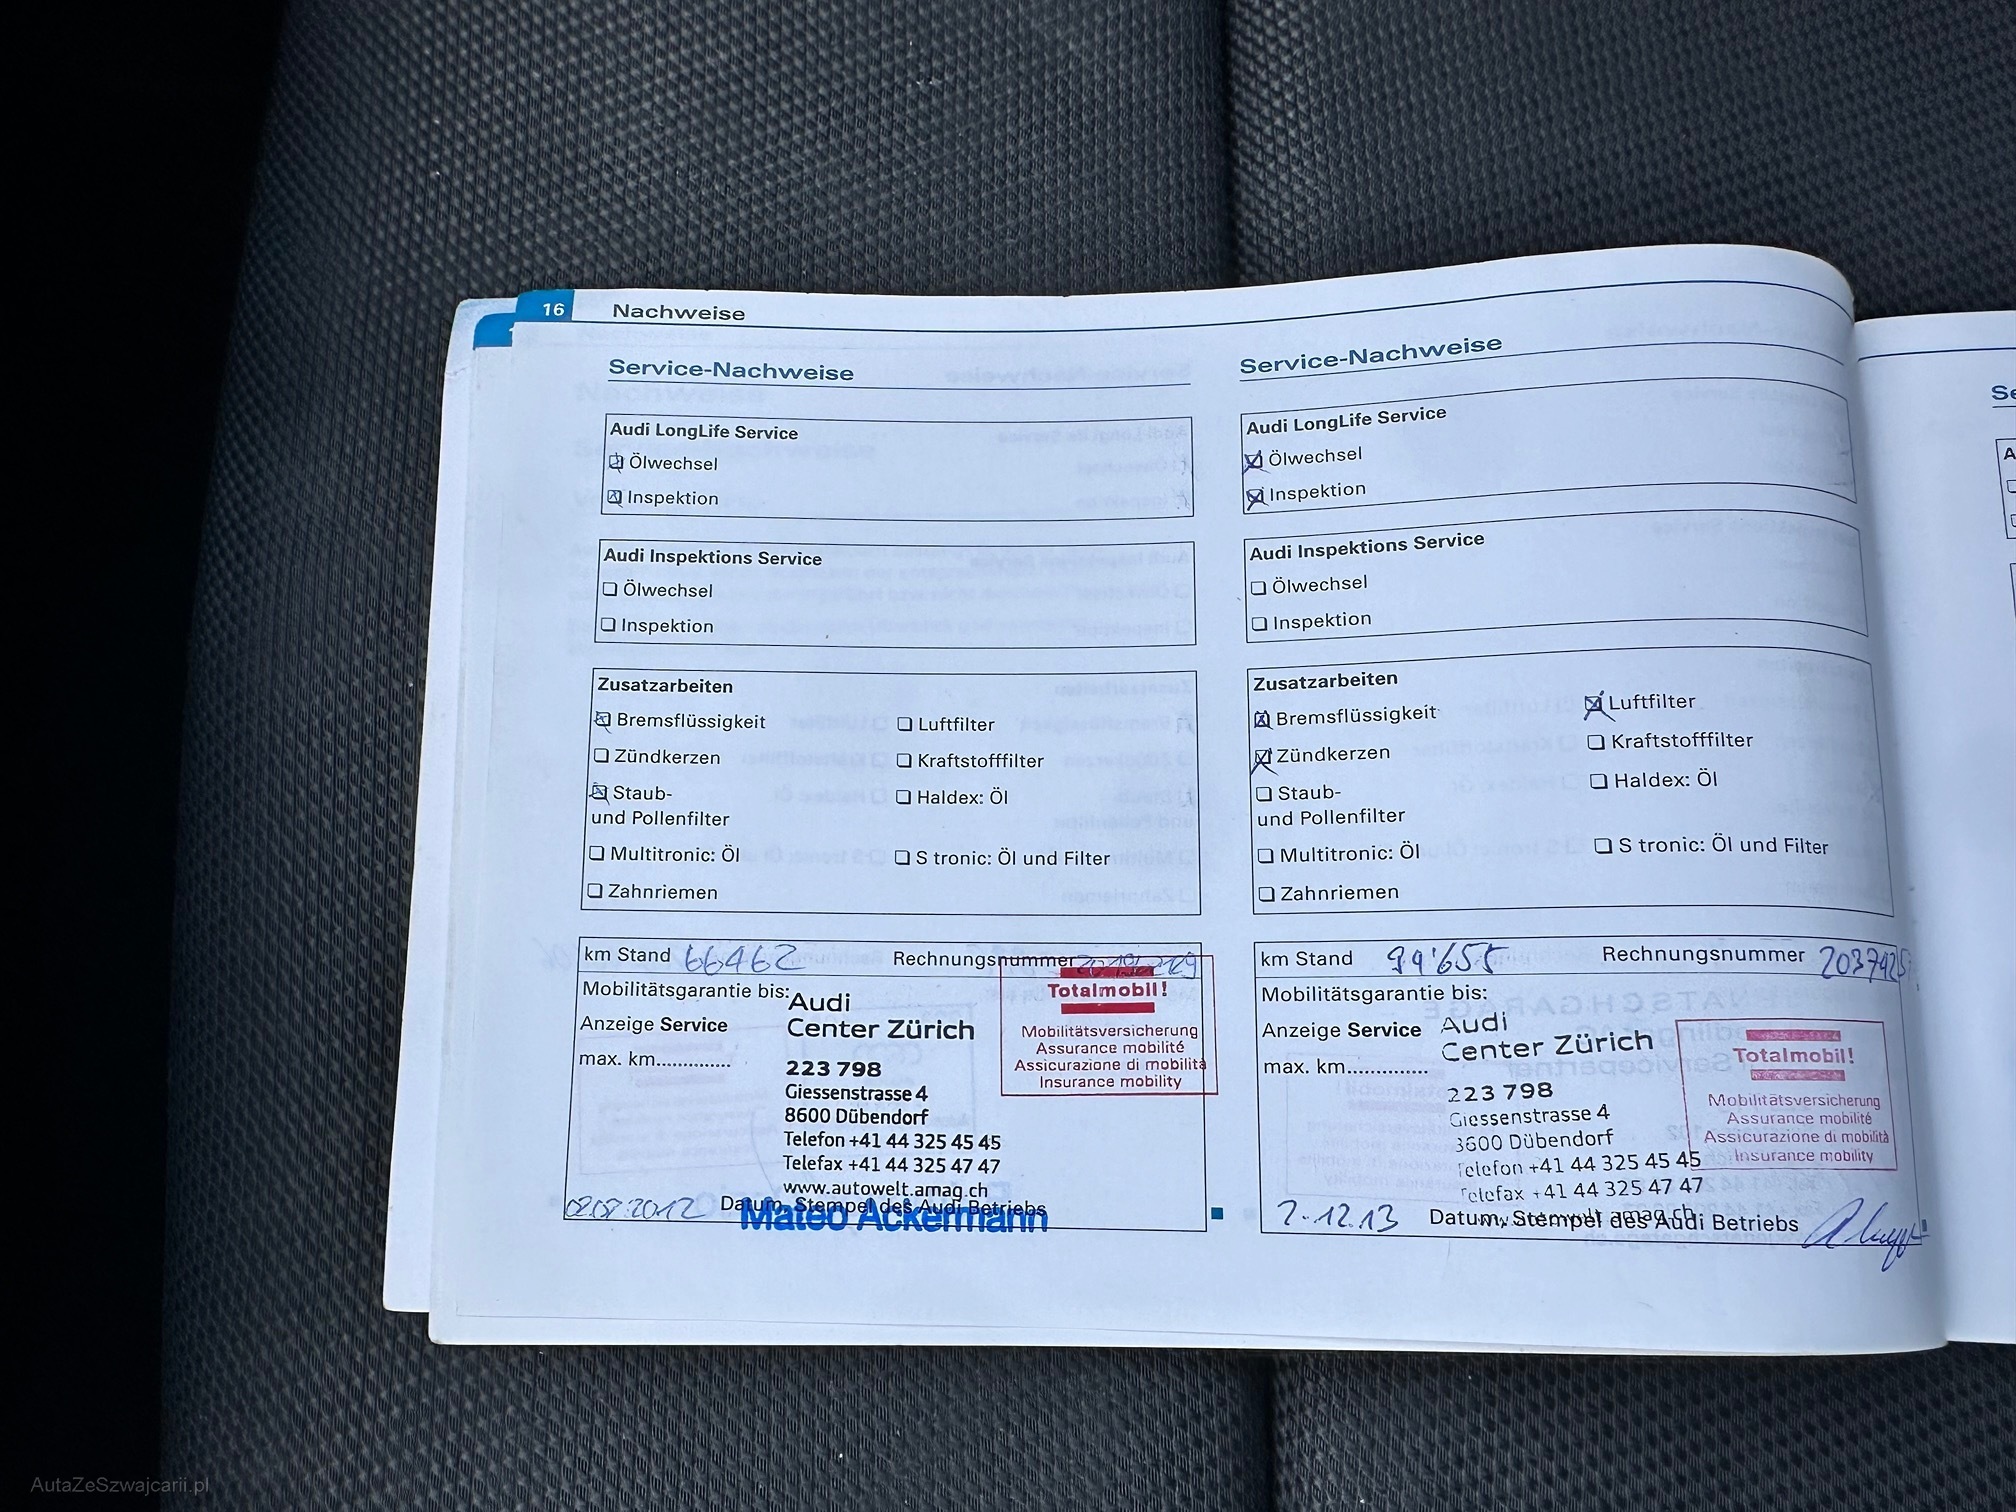 16 Nachweise
Service-Nachweise
Audi LongLife Service
Ölwechsel
Inspektion
Audi Inspektions Service
Ölwechsel
Inspektion
Zusatzarbeiten
Bremsflüssigkeit Luftfilter
Zündkerzen Kraftstofffilter
Staub- Haldex: Öl
und Pollenfilter
Multitronic: Öl S tronic: Öl und Filter
Zahnriemen
km Stand 66462 Rechnungsnummer
Mobilitätsgarantie bis:
Anzeige Service
max. km..............
Audi
Center Zürich
223 798
Giessenstrasse 4
8600 Dübendorf
Telefon +41 44 325 45 45
Telefax +41 44 325 47 47
www.autowelt.amag.ch
Totalmobil!
Mobilitätsversicherung
Assurance mobilité
Assicurazione di mobilità
Insurance mobility
Datum, Stempel des Audi Betriebs
Mateo Ackermann
Service-Nachweise
Audi LongLife Service
Ölwechsel
Inspektion
Audi Inspektions Service
Ölwechsel
Inspektion
Zusatzarbeiten
Bremsflüssigkeit Luftfilter
Zündkerzen Kraftstofffilter
Staub- Haldex: Öl
und Pollenfilter
Multitronic: Öl S tronic: Öl und Filter
Zahnriemen
km Stand Rechnungsnummer
Mobilitätsgarantie bis:
Anzeige Service
max. km..............
Audi
Center Zürich
223 798
Giessenstrasse 4
8600 Dübendorf
Telefon +41 44 325 45 45
Telefax +41 44 325 47 47
Totalmobil!
Mobilitätsversicherung
Assurance mobilité
Assicurazione di mobilità
Insurance mobility
2.12.13 Datum, Stempel des Audi Betriebs
AutaZeSzwajcarii.pl